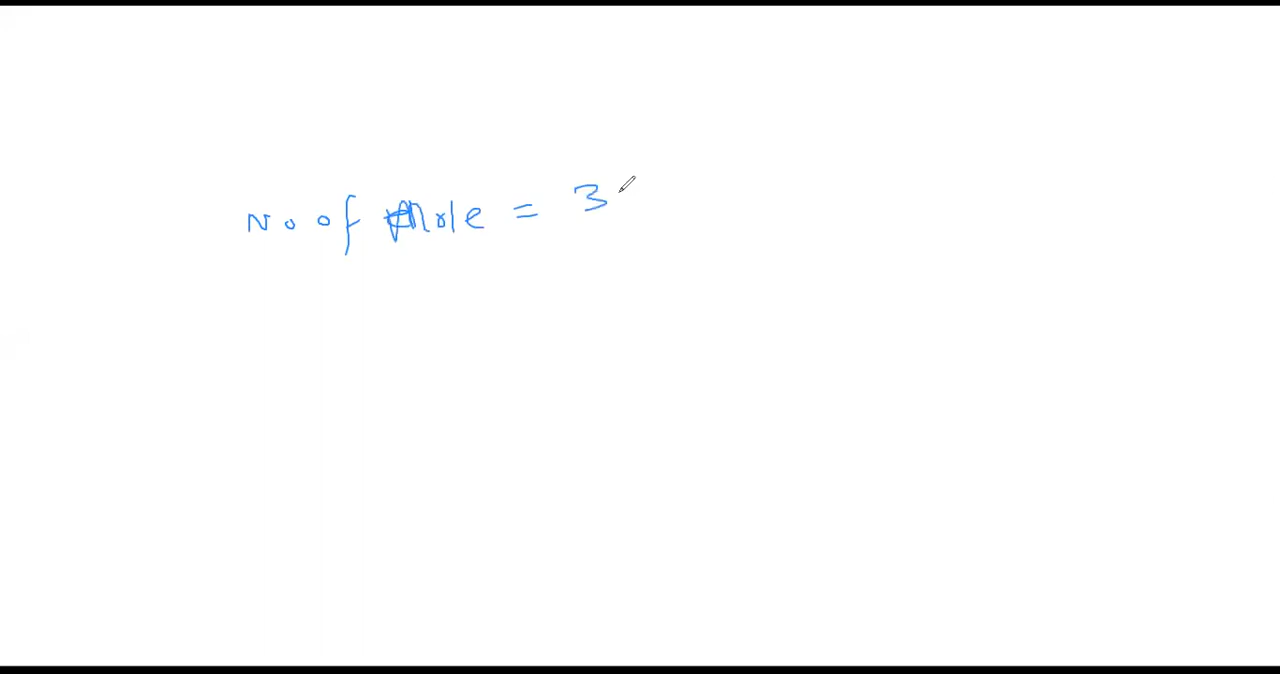 No of Mole = 3